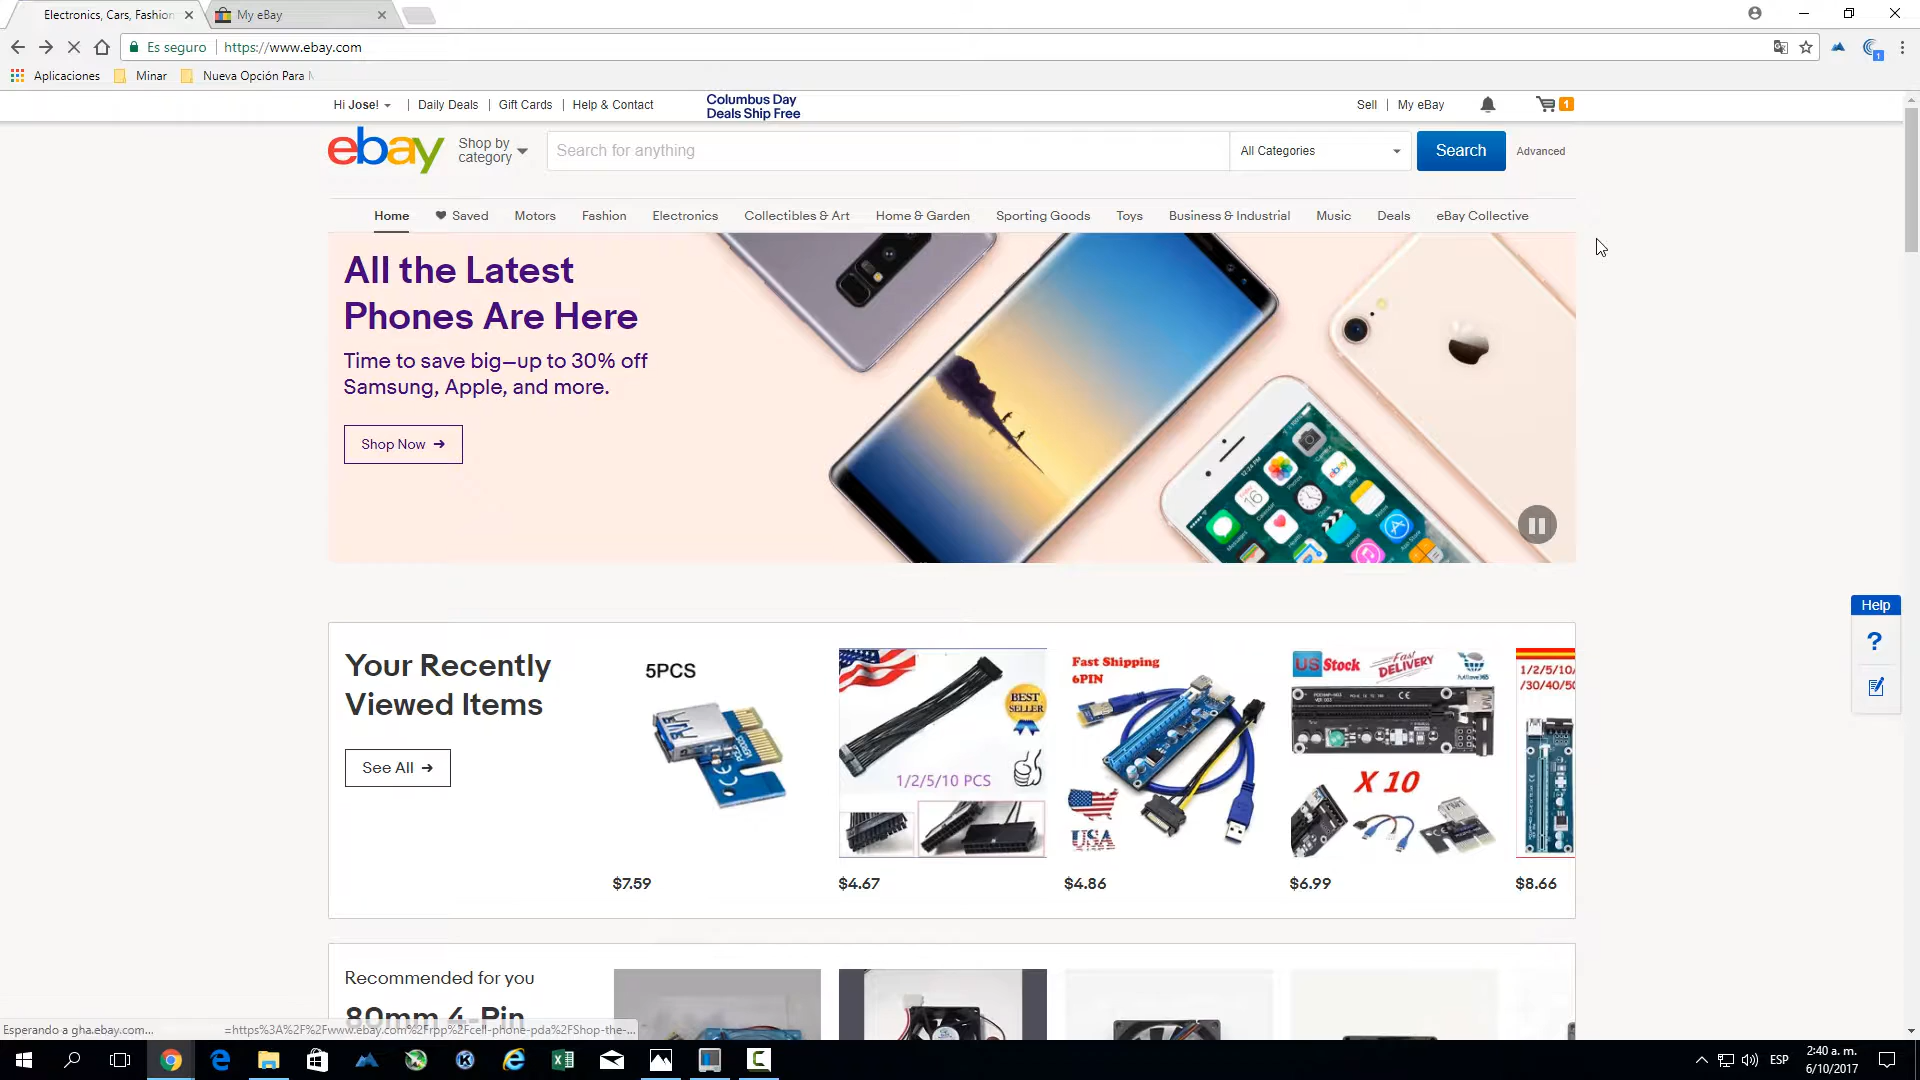 Electronics, Cars, Fashion
My eBay
Es seguro
https://www.ebay.com
Aplicaciones
Minar
Nueva Opción Para
Hi Jose!
Daily Deals
Gift Cards
Help & Contact
Columbus Day
Deals Ship Free
Sell
My eBay
1
ebay
Shop by
category
Search for anything
All Categories
Search
Advanced
Home
Saved
Motors
Fashion
Electronics
Collectibles & Art
Home & Garden
Sporting Goods
Toys
Business & Industrial
Music
Deals
eBay Collective
All the Latest
Phones Are Here
Time to save big—up to 30% off
Samsung, Apple, and more.
Shop Now
Help
?
Your Recently
Viewed Items
See All
5PCS
BEST
SELLER
1/2/5/10 PCS
Fast Shipping
6PIN
USA
US Stock
Fast
DELIVERY
X 10
1/2/5/10/
/30/40/50
$7.59
$4.67
$4.86
$6.99
$8.66
Recommended for you
80mm 4-Pin
Esperando a gha.ebay.com...
=https%3A%2F%2Fwww.ebay.com%2Frpp%2Fcell-phone-pda%2FShop-the-...
ESP
2:40 a. m.
6/10/2017